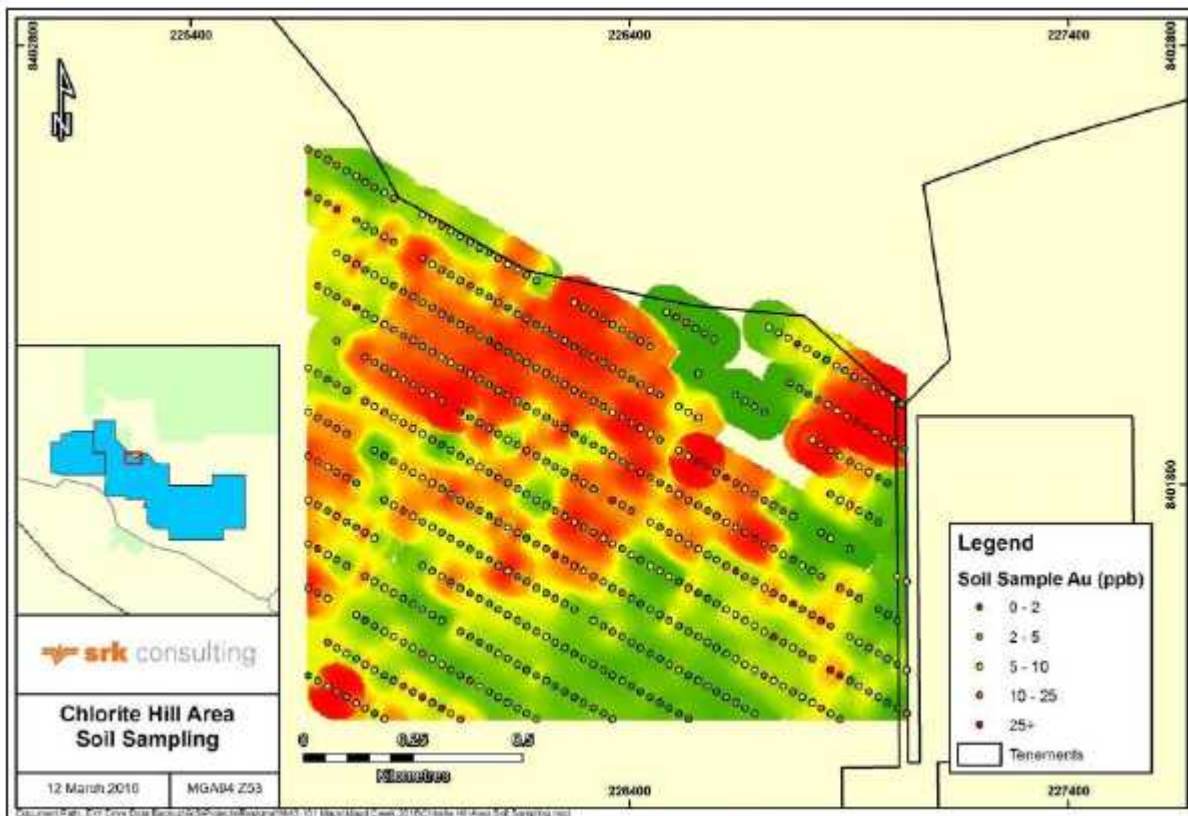 225400
226400
227400
8402800
8402800
N
8401800
srk consulting
Chlorite Hill Area
Soil Sampling
12 March 2016
MGA94 Z53
0
0.25
0.5
Kilometres
226400
227400
Legend
Soil Sample Au (ppb)
0 - 2
2 - 5
5 - 10
10 - 25
25+
Tenements